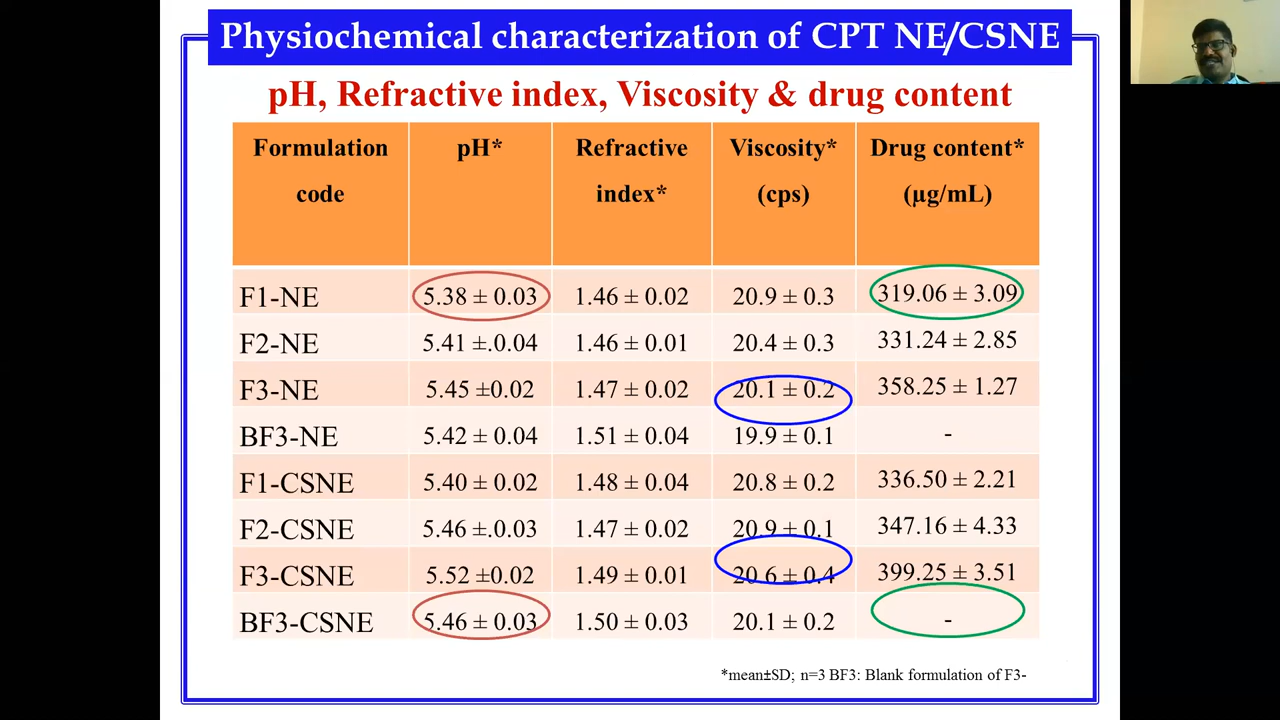 Physiochemical characterization of CPT NE/CSNE
pH, Refractive index, Viscosity & drug content
Formulation code pH* Refractive index* Viscosity* (cps) Drug content* (µg/mL)
F1-NE 5.38 ± 0.03 1.46 ± 0.02 20.9 ± 0.3 319.06 ± 3.09
F2-NE 5.41 ±.0.04 1.46 ± 0.01 20.4 ± 0.3 331.24 ± 2.85
F3-NE 5.45 ±0.02 1.47 ± 0.02 20.1 ± 0.2 358.25 ± 1.27
BF3-NE 5.42 ± 0.04 1.51 ± 0.04 19.9 ± 0.1 -
F1-CSNE 5.40 ± 0.02 1.48 ± 0.04 20.8 ± 0.2 336.50 ± 2.21
F2-CSNE 5.46 ±.0.03 1.47 ± 0.02 20.9 ± 0.1 347.16 ± 4.33
F3-CSNE 5.52 ±0.02 1.49 ± 0.01 20.6 ± 0.4 399.25 ± 3.51
BF3-CSNE 5.46 ± 0.03 1.50 ± 0.03 20.1 ± 0.2 -
*mean±SD; n=3 BF3: Blank formulation of F3-